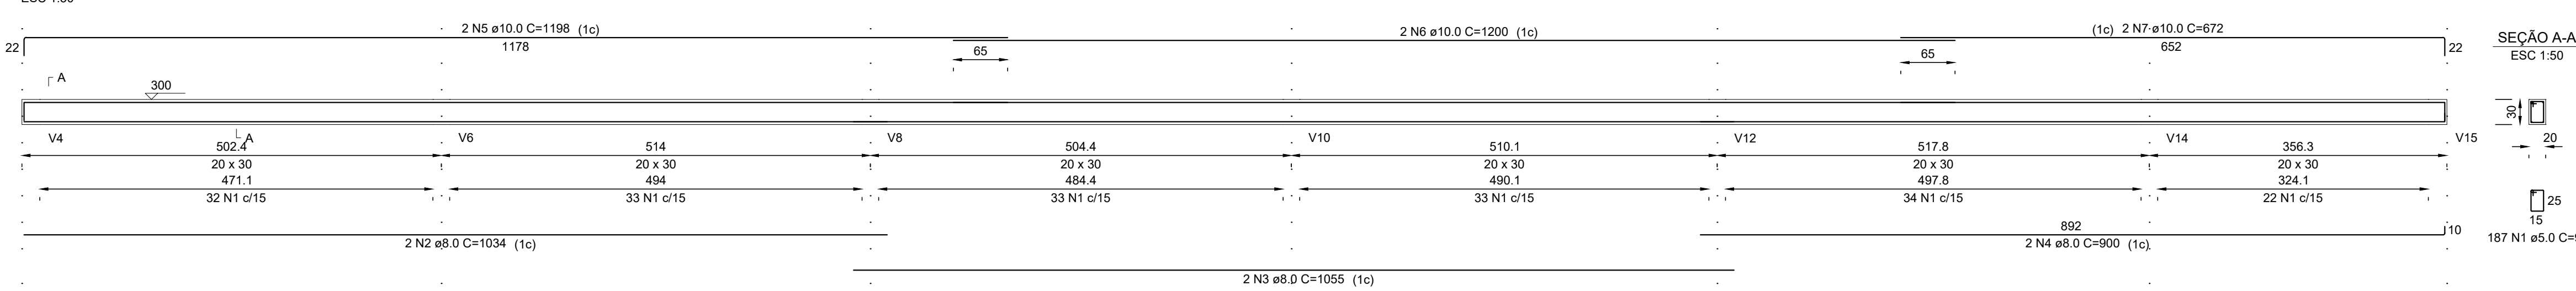 2 N5 ø10.0 C=1198 (1c)
22
1178
65
2 N6 ø10.0 C=1200 (1c)
65
(1c) 2 N7 ø10.0 C=672
652
22
SEÇÃO A-A
ESC 1:50
A
300
30
V4
A
V6
V8
V10
V12
V14
V15
20
502.4
514
504.4
510.1
517.8
356.3
20 x 30
20 x 30
20 x 30
20 x 30
20 x 30
20 x 30
471.1
494
484.4
490.1
497.8
324.1
32 N1 c/15
33 N1 c/15
33 N1 c/15
33 N1 c/15
34 N1 c/15
22 N1 c/15
25
15
187 N1 ø5.0
2 N2 ø8.0 C=1034 (1c)
892
10
2 N4 ø8.0 C=900 (1c)
2 N3 ø8.0 C=1055 (1c)